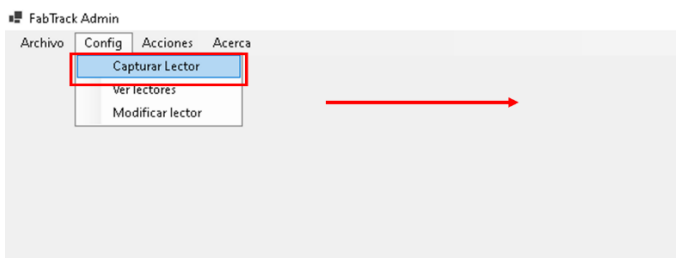 FabTrack Admin
Archivo Config Acciones Acerca
Capturar Lector
Ver lectores
Modificar lector